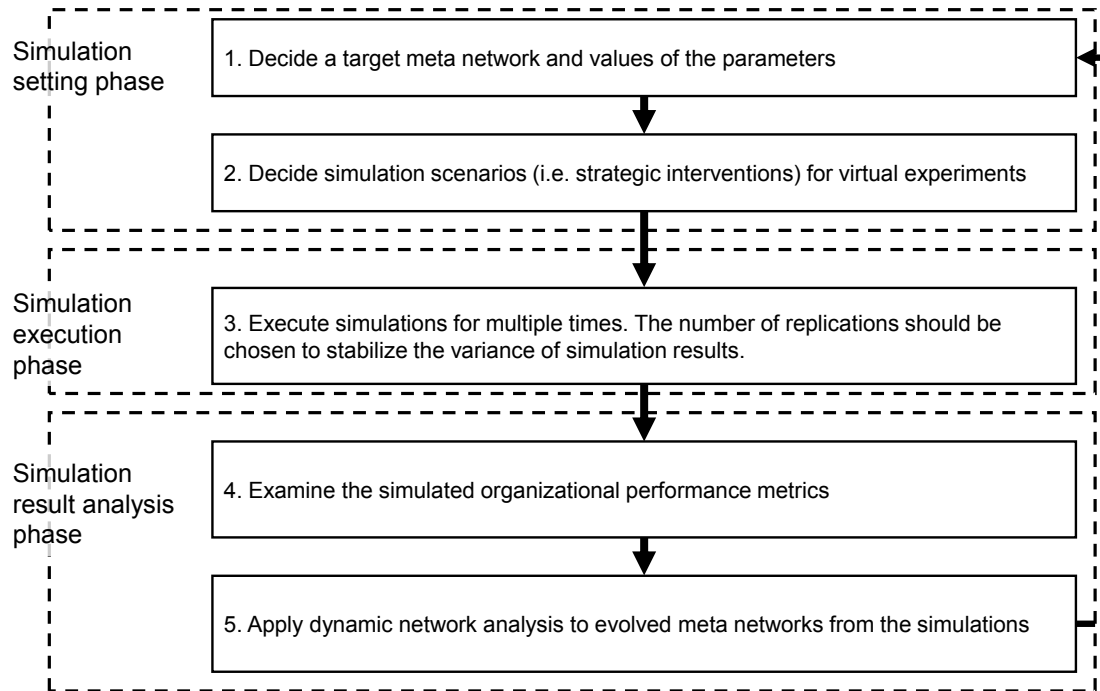 Simulation
setting phase
1. Decide a target meta network and values of the parameters
2. Decide simulation scenarios (i.e. strategic interventions) for virtual experiments
Simulation
execution
phase
3. Execute simulations for multiple times. The number of replications should be
chosen to stabilize the variance of simulation results.
Simulation
result analysis
phase
4. Examine the simulated organizational performance metrics
5. Apply dynamic network analysis to evolved meta networks from the simulations